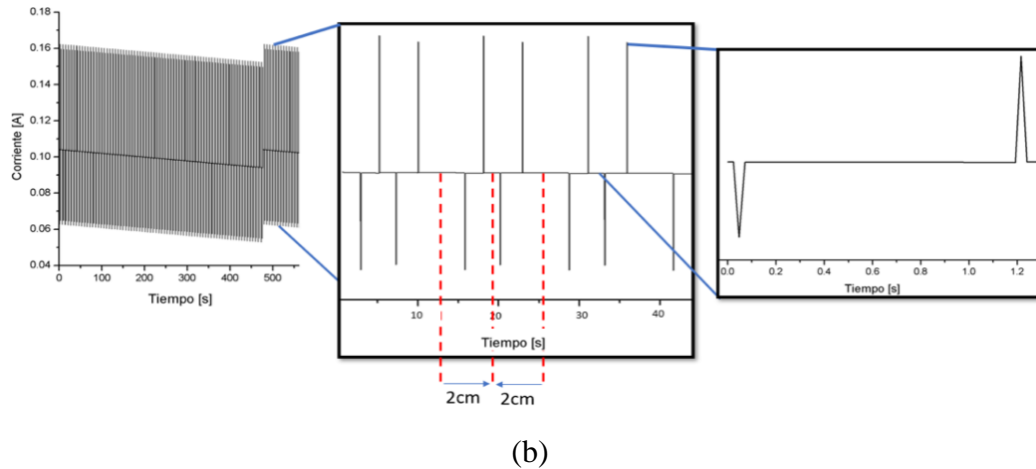 Corriente [A]
0.18
0.16
0.14
0.12
0.10
0.08
0.06
0.04
0 100 200 300 400 500
Tiempo [s]
10 20 30 40
Tiempo [s]
2cm 2cm
0.0 0.2 0.4 0.6 0.8 1.0 1.2
Tiempo [s]
(b)